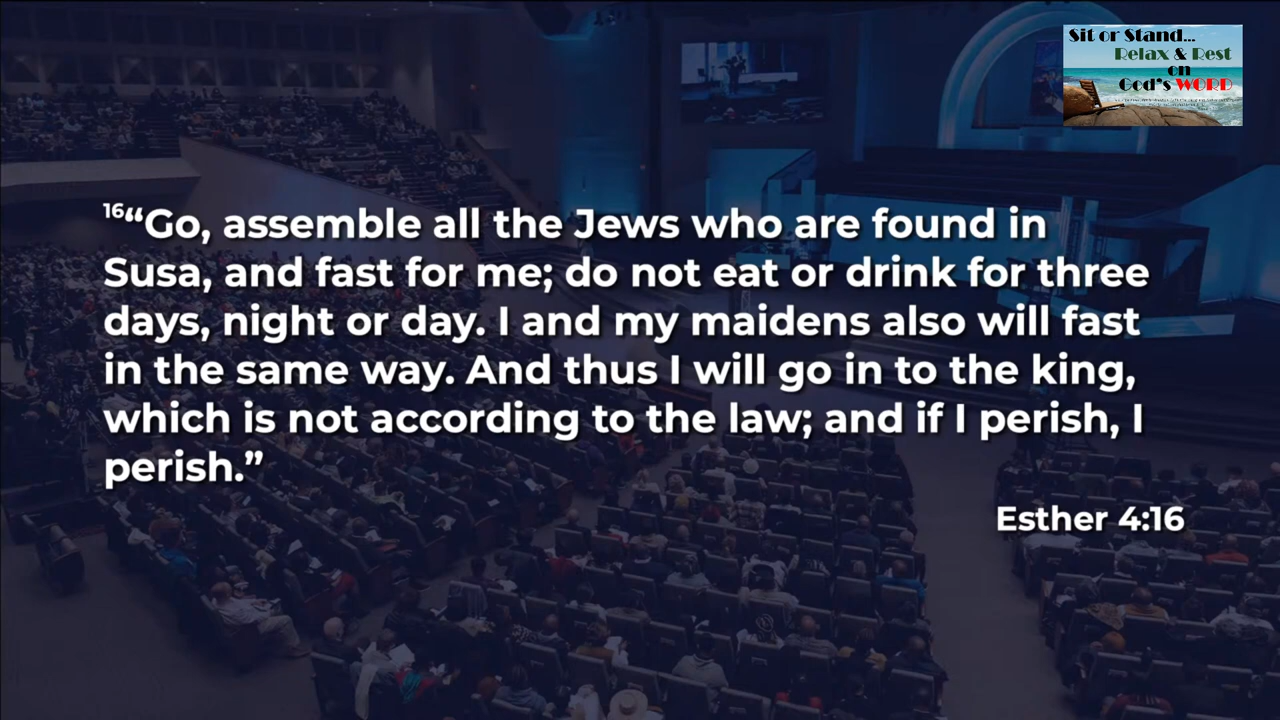 Sit or Stand...
Relax & Rest
on
God's WORD
16“Go, assemble all the Jews who are found in
Susa, and fast for me; do not eat or drink for three
days, night or day. I and my maidens also will fast
in the same way. And thus I will go in to the king,
which is not according to the law; and if I perish, I
perish.”
Esther 4:16